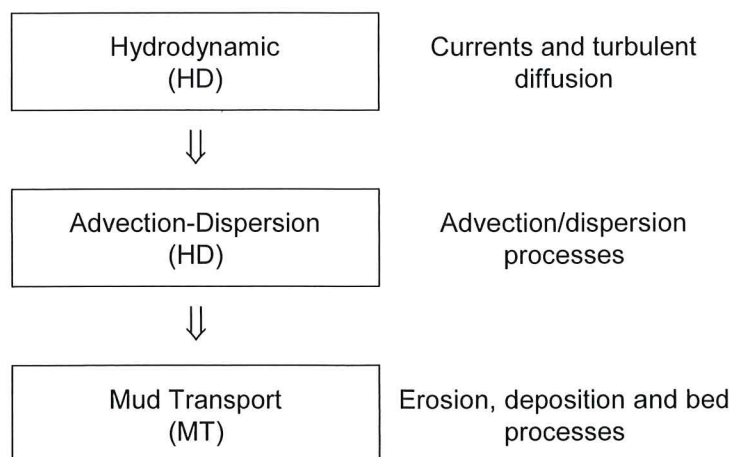 Hydrodynamic
(HD)
Currents and turbulent
diffusion
⇓
Advection-Dispersion
(HD)
Advection/dispersion
processes
⇓
Mud Transport
(MT)
Erosion, deposition and bed
processes